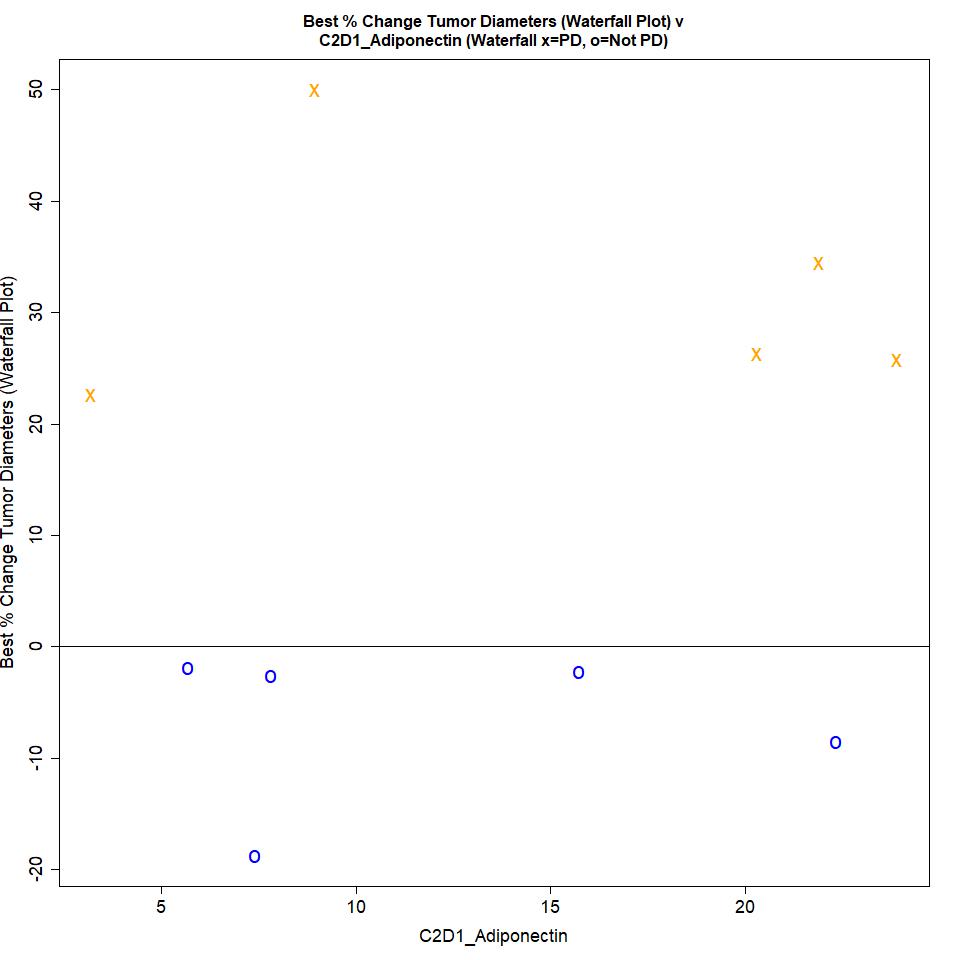 Best % Change Tumor Diameters (Waterfall Plot) v
C2D1_Adiponectin (Waterfall x=PD, o=Not PD)
50
40
30
20
10
0
-10
-20
Best % Change Tumor Diameters (Waterfall Plot)
X
X
X
X
X
O
O
O
O
O
5
10
15
20
C2D1_Adiponectin